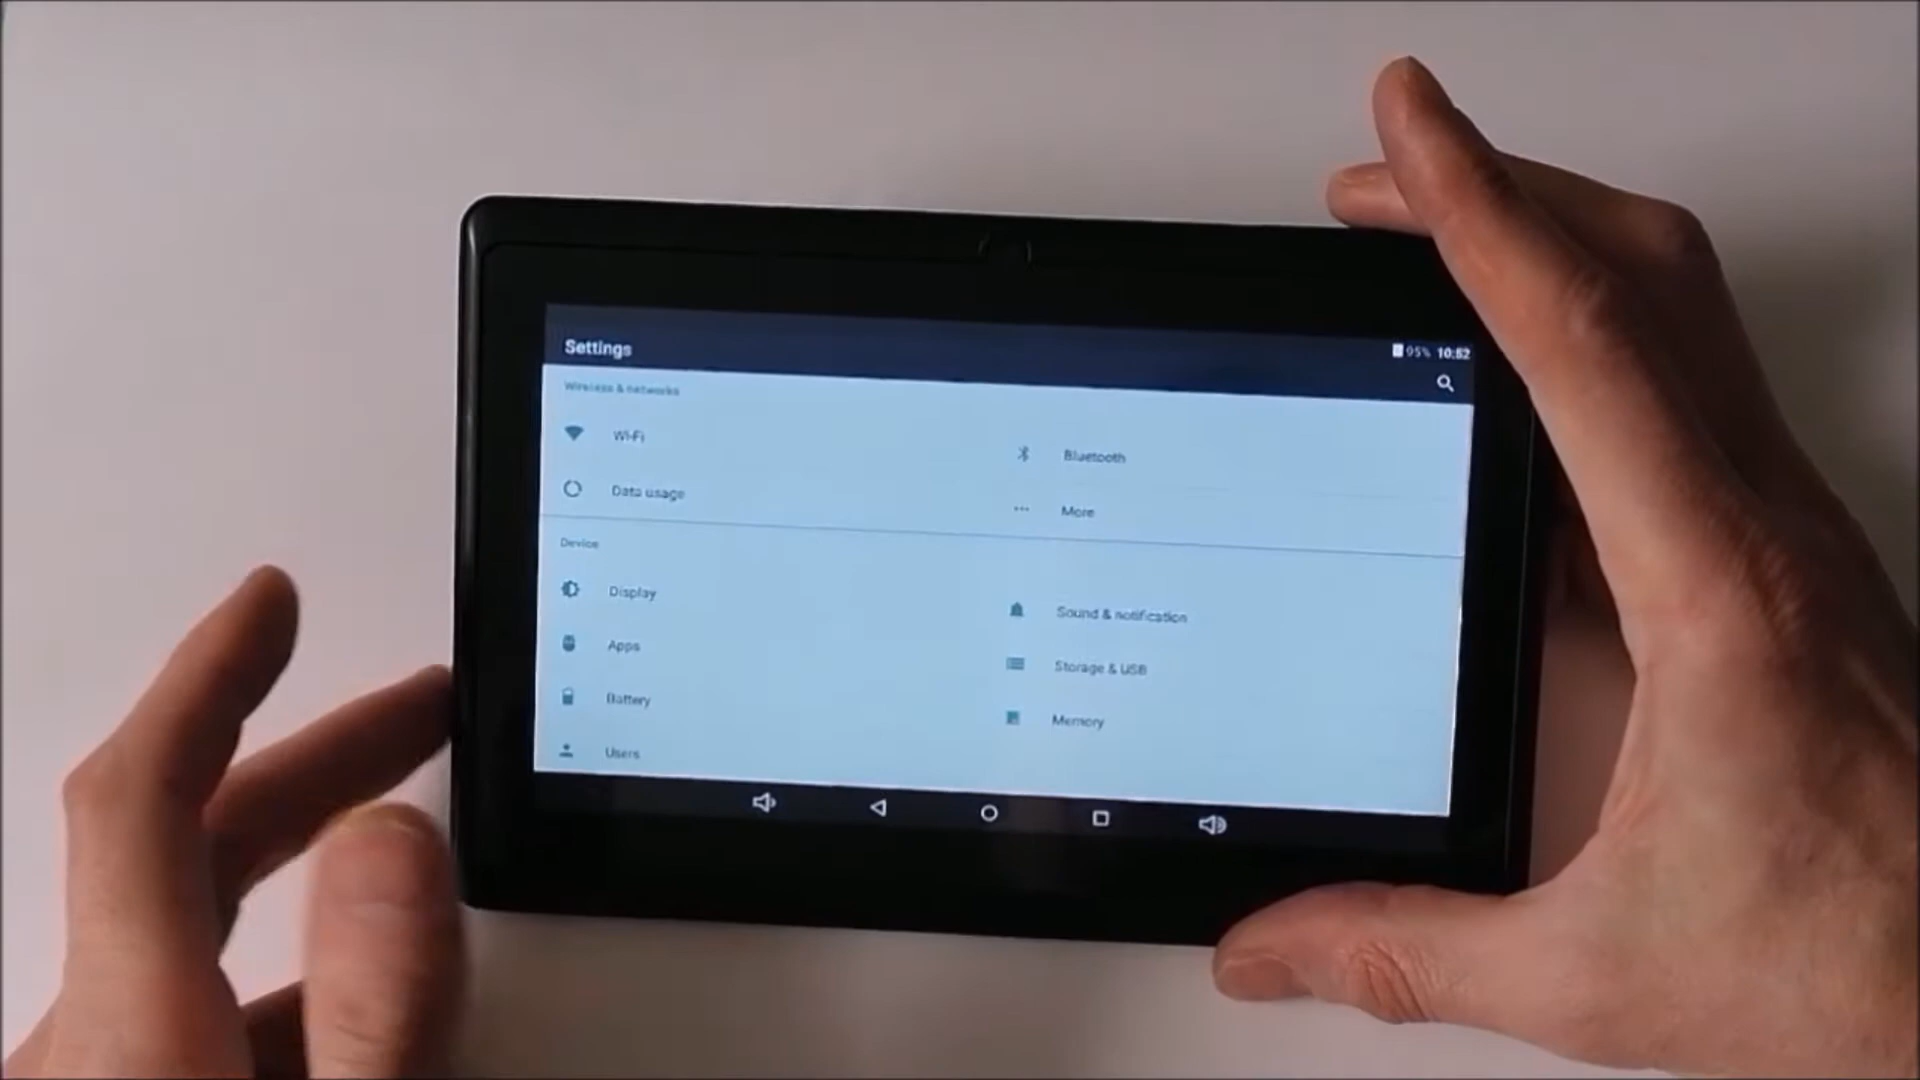 Settings
95% 10:52
Wireless & networks
Wi-Fi
Bluetooth
Data usage
More
Device
Display
Sound & notification
Apps
Storage & USB
Battery
Memory
Users